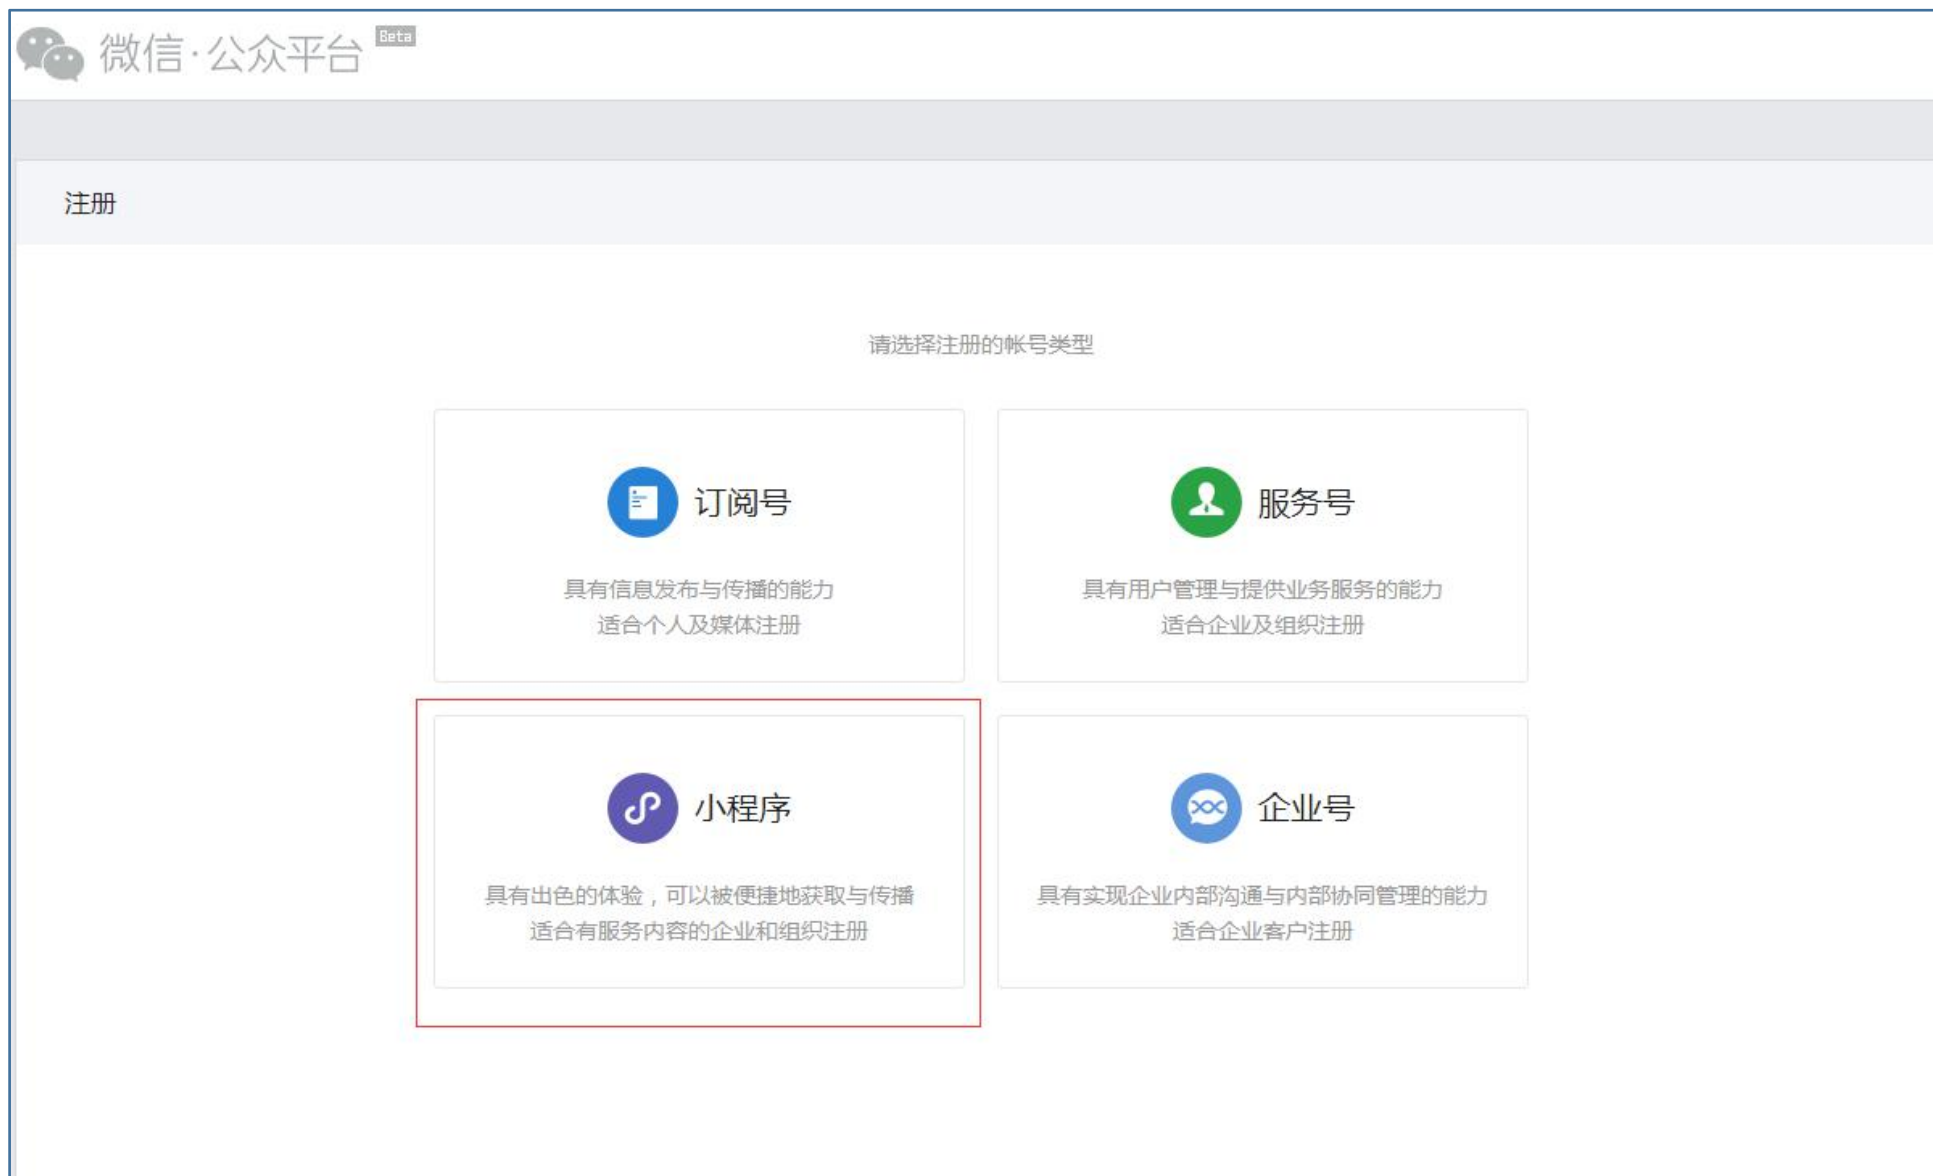 微信·公众平台 Beta
注册
请选择注册的帐号类型
订阅号
具有信息发布与传播的能力
适合个人及媒体注册
服务号
具有用户管理与提供业务服务的能力
适合企业及组织注册
小程序
具有出色的体验，可以被便捷地获取与传播
适合有服务内容的企业和组织注册
企业号
具有实现企业内部沟通与内部协同管理的能力
适合企业客户注册